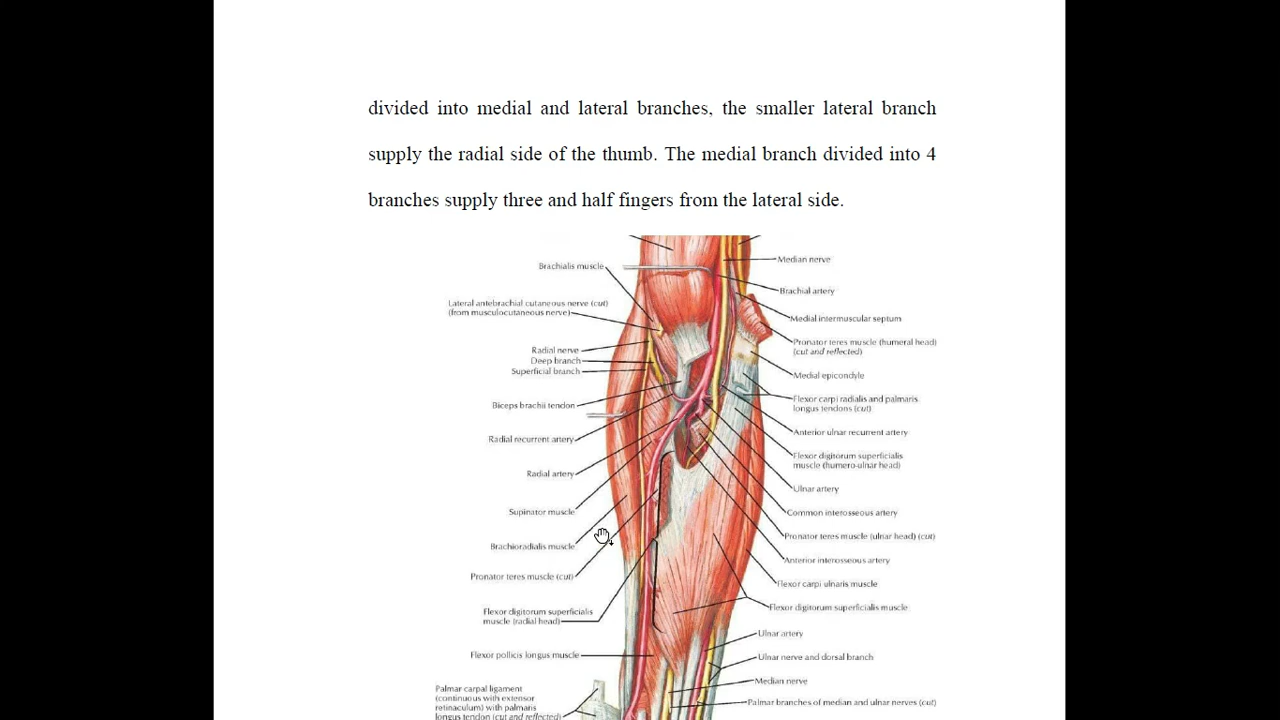 divided into medial and lateral branches, the smaller lateral branch
supply the radial side of the thumb. The medial branch divided into 4
branches supply three and half fingers from the lateral side.
Brachialis muscle
Lateral antebrachial cutaneous nerve (cut)
(from musculocutaneous nerve)
Radial nerve
Deep branch
Superficial branch
Biceps brachii tendon
Radial recurrent artery
Radial artery
Supinator muscle
Brachioradialis muscle
Pronator teres muscle (cut)
Flexor digitorum superficialis
muscle (radial head)
Flexor pollicis longus muscle
Palmar carpal ligament
(continuous with extensor
retinaculum) with palmaris
longus tendon (cut and reflected)
Median nerve
Brachial artery
Medial intermuscular septum
Pronator teres muscle (humeral head)
(cut and reflected)
Medial epicondyle
Flexor carpi radialis and palmaris
longus tendons (cut)
Anterior ulnar recurrent artery
Flexor digitorum superficialis
muscle (humero-ulnar head)
Ulnar artery
Common interosseous artery
Pronator teres muscle (ulnar head) (cut)
Anterior interosseous artery
Flexor carpi ulnaris muscle
Flexor digitorum superficialis muscle
Ulnar artery
Ulnar nerve and dorsal branch
Median nerve
Palmar branches of median and ulnar nerves (cut)